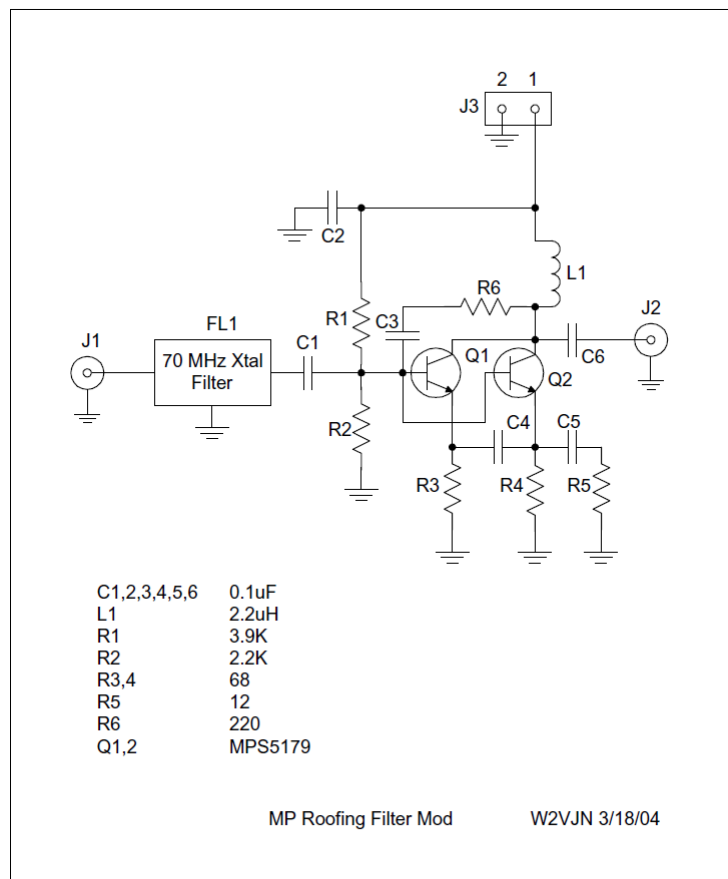 2 1
J3
C2
L1
R6
R1
C3
J1
FL1
C1
J2
70 MHz Xtal
Filter
Q1
C6
Q2
R2
C4
C5
R3
R4
R5
C1,2,3,4,5,6 0.1uF
L1 2.2uH
R1 3.9K
R2 2.2K
R3,4 68
R5 12
R6 220
Q1,2 MPS5179
MP Roofing Filter Mod W2VJN 3/18/04